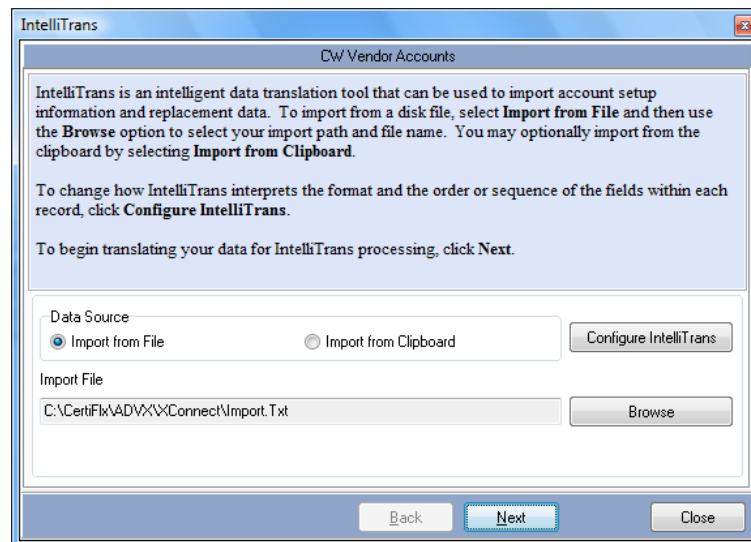 IntelliTrans
CW Vendor Accounts
IntelliTrans is an intelligent data translation tool that can be used to import account setup
information and replacement data.  To import from a disk file, select Import from File and then use
the Browse option to select your import path and file name.  You may optionally import from the
clipboard by selecting Import from Clipboard.
To change how IntelliTrans interprets the format and the order or sequence of the fields within each
record, click Configure IntelliTrans.
To begin translating your data for IntelliTrans processing, click Next.
Data Source
Import from File
Import from Clipboard
Configure IntelliTrans
Import File
C:\CertiFlx\ADVX\XConnect\Import.Txt
Browse
Back
Next
Close